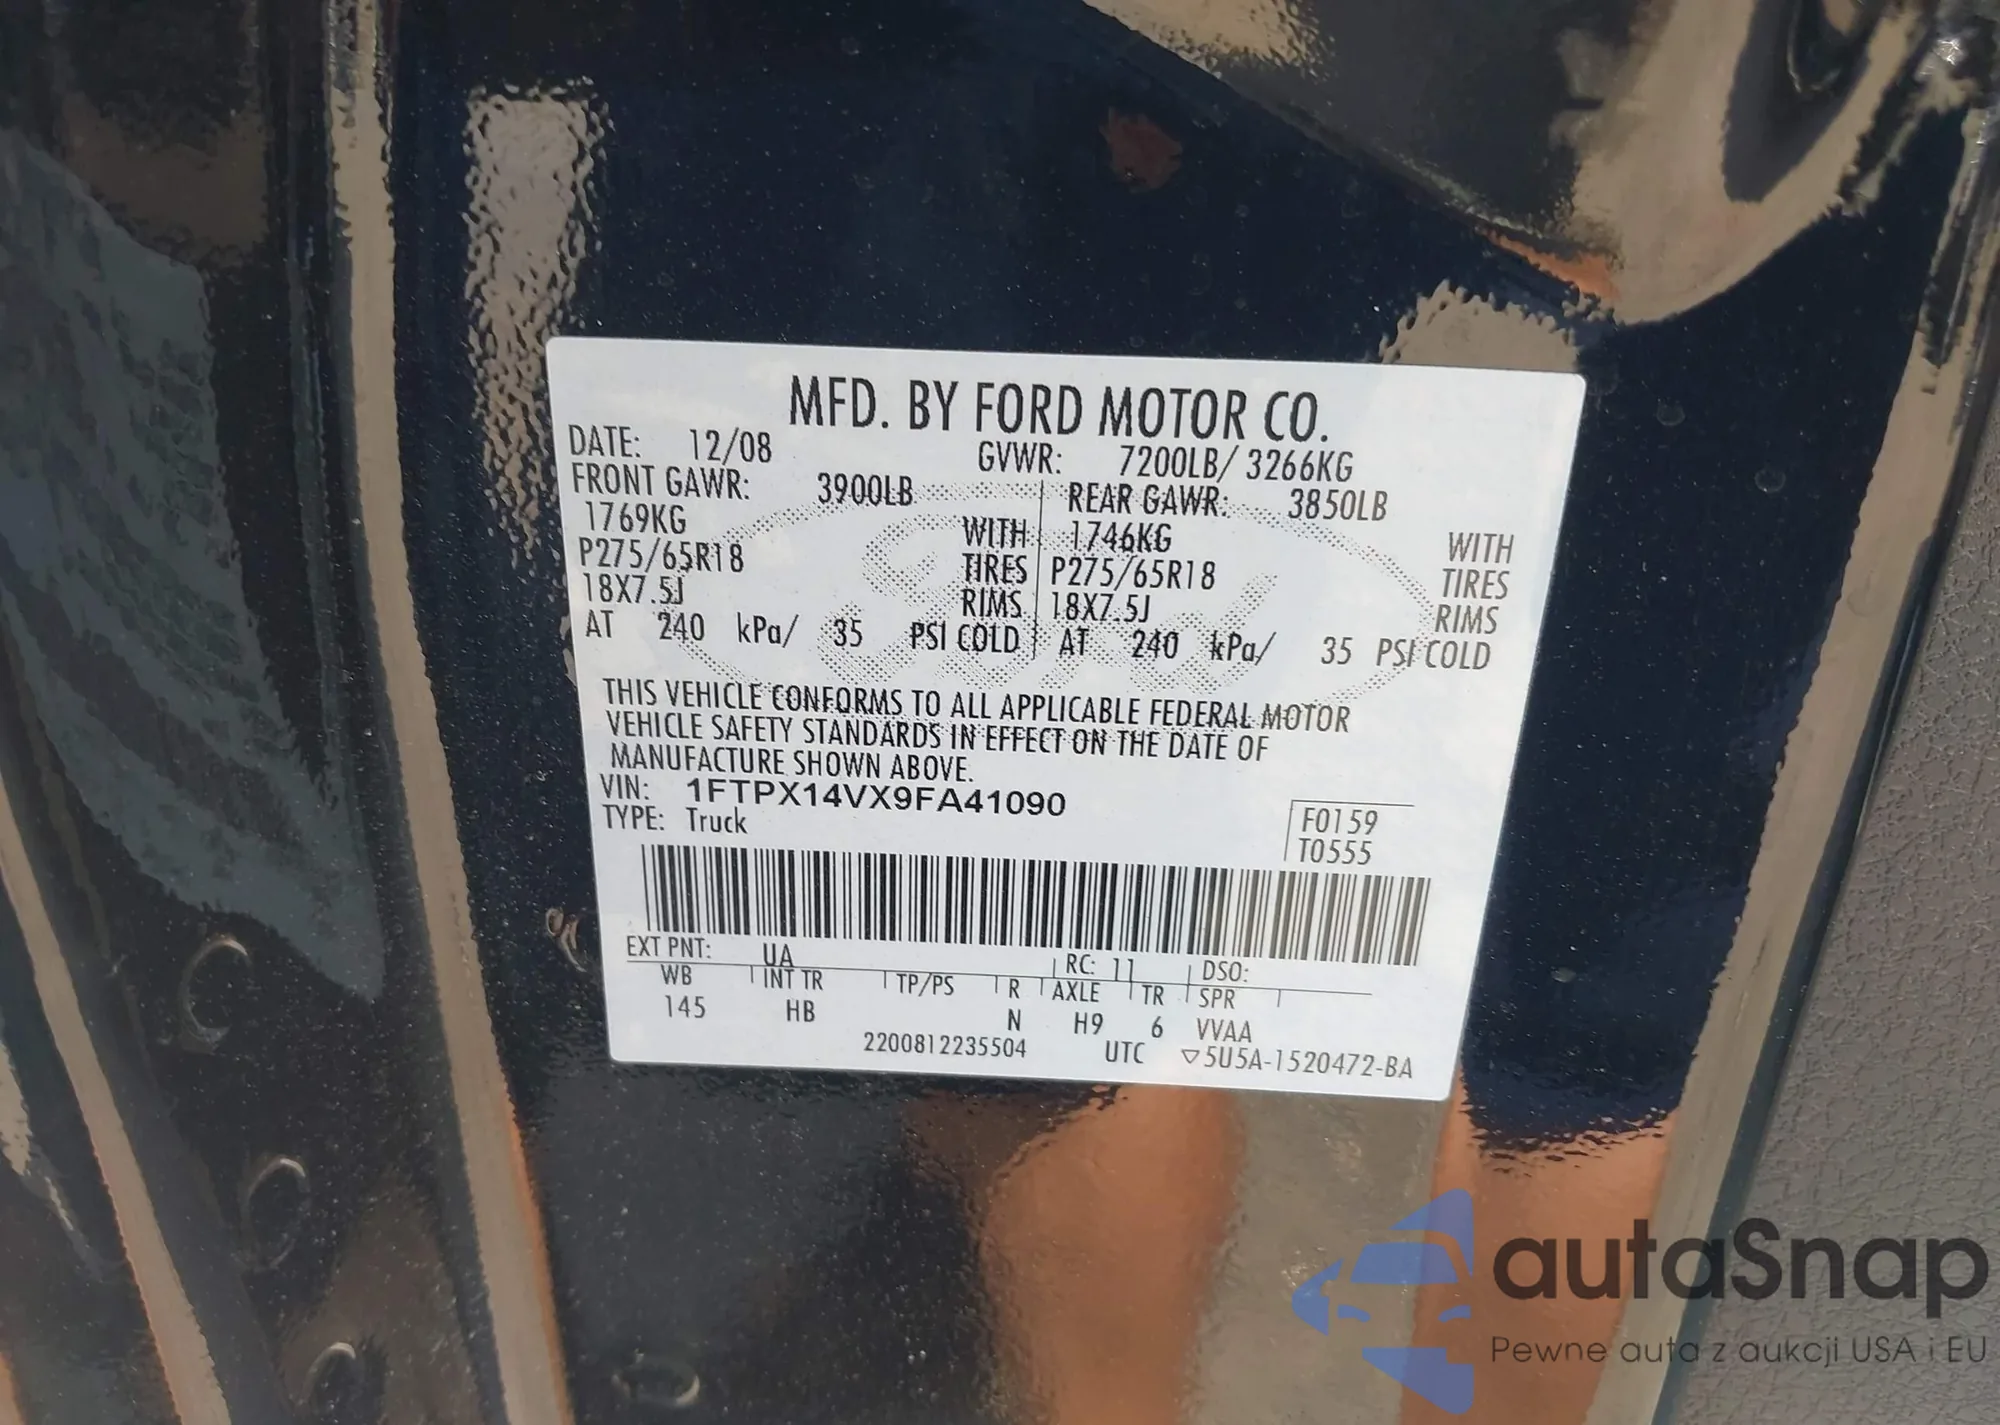 MFD. BY FORD MOTOR CO.
DATE: 12/08 GVWR: 7200LB/ 3266KG
FRONT GAWR: 3900LB REAR GAWR: 3850LB
1769KG WITH 1746KG WITH
P275/65R18 TIRES P275/65R18 TIRES
18X7.5J RIMS 18X7.5J RIMS
AT 240 kPa/ 35 PSI COLD AT 240 kPa/ 35 PSI COLD
THIS VEHICLE CONFORMS TO ALL APPLICABLE FEDERAL MOTOR
VEHICLE SAFETY STANDARDS IN EFFECT ON THE DATE OF
MANUFACTURE SHOWN ABOVE.
VIN: 1FTPX14VX9FA41090
TYPE: Truck
F0159
T0555
EXT PNT: UA RC: 11 DSO:
WB INT TR TP/PS R AXLE TR SPR
145 HB N H9 6 VVAA
2200812235504 UTC ▽5U5A-1520472-BA
Ford
autaSnap
Pewne auta z aukcji USA i EU